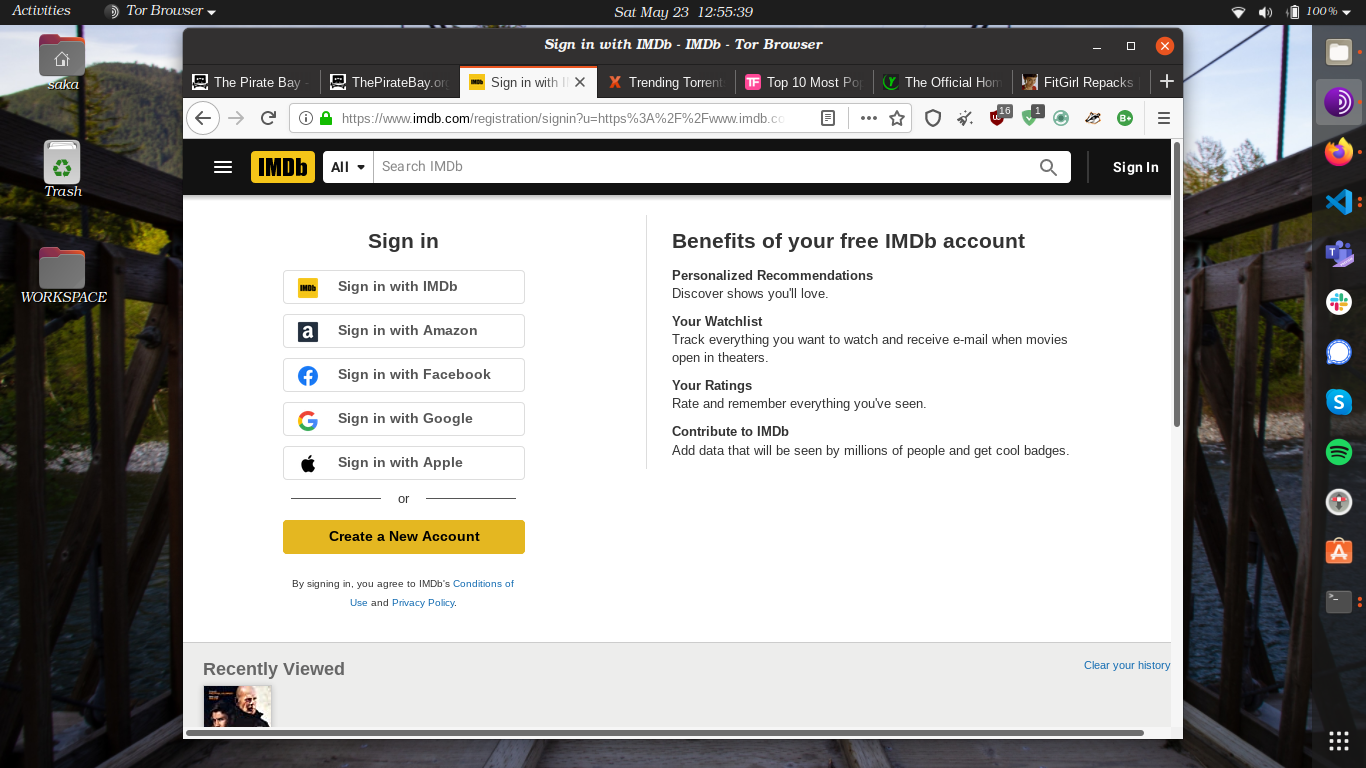 Activities
Tor Browser
Sat May 23 12:55:39
100%
saka
Trash
WORKSPACE
Sign in with IMDb - IMDb - Tor Browser
The Pirate Bay -
ThePirateBay.org
Sign in with I
Trending Torrent
Top 10 Most Pop
The Official Hom
FitGirl Repacks
https://www.imdb.com/registration/signin?u=https%3A%2F%2Fwww.imdb.co
16
1
B+
IMDb
All
Search IMDb
Sign In
Sign in
IMDb Sign in with IMDb
a Sign in with Amazon
Sign in with Facebook
Sign in with Google
Sign in with Apple
or
Create a New Account
By signing in, you agree to IMDb's Conditions of
Use and Privacy Policy.
Benefits of your free IMDb account
Personalized Recommendations
Discover shows you'll love.
Your Watchlist
Track everything you want to watch and receive e-mail when movies
open in theaters.
Your Ratings
Rate and remember everything you've seen.
Contribute to IMDb
Add data that will be seen by millions of people and get cool badges.
Recently Viewed
Clear your history